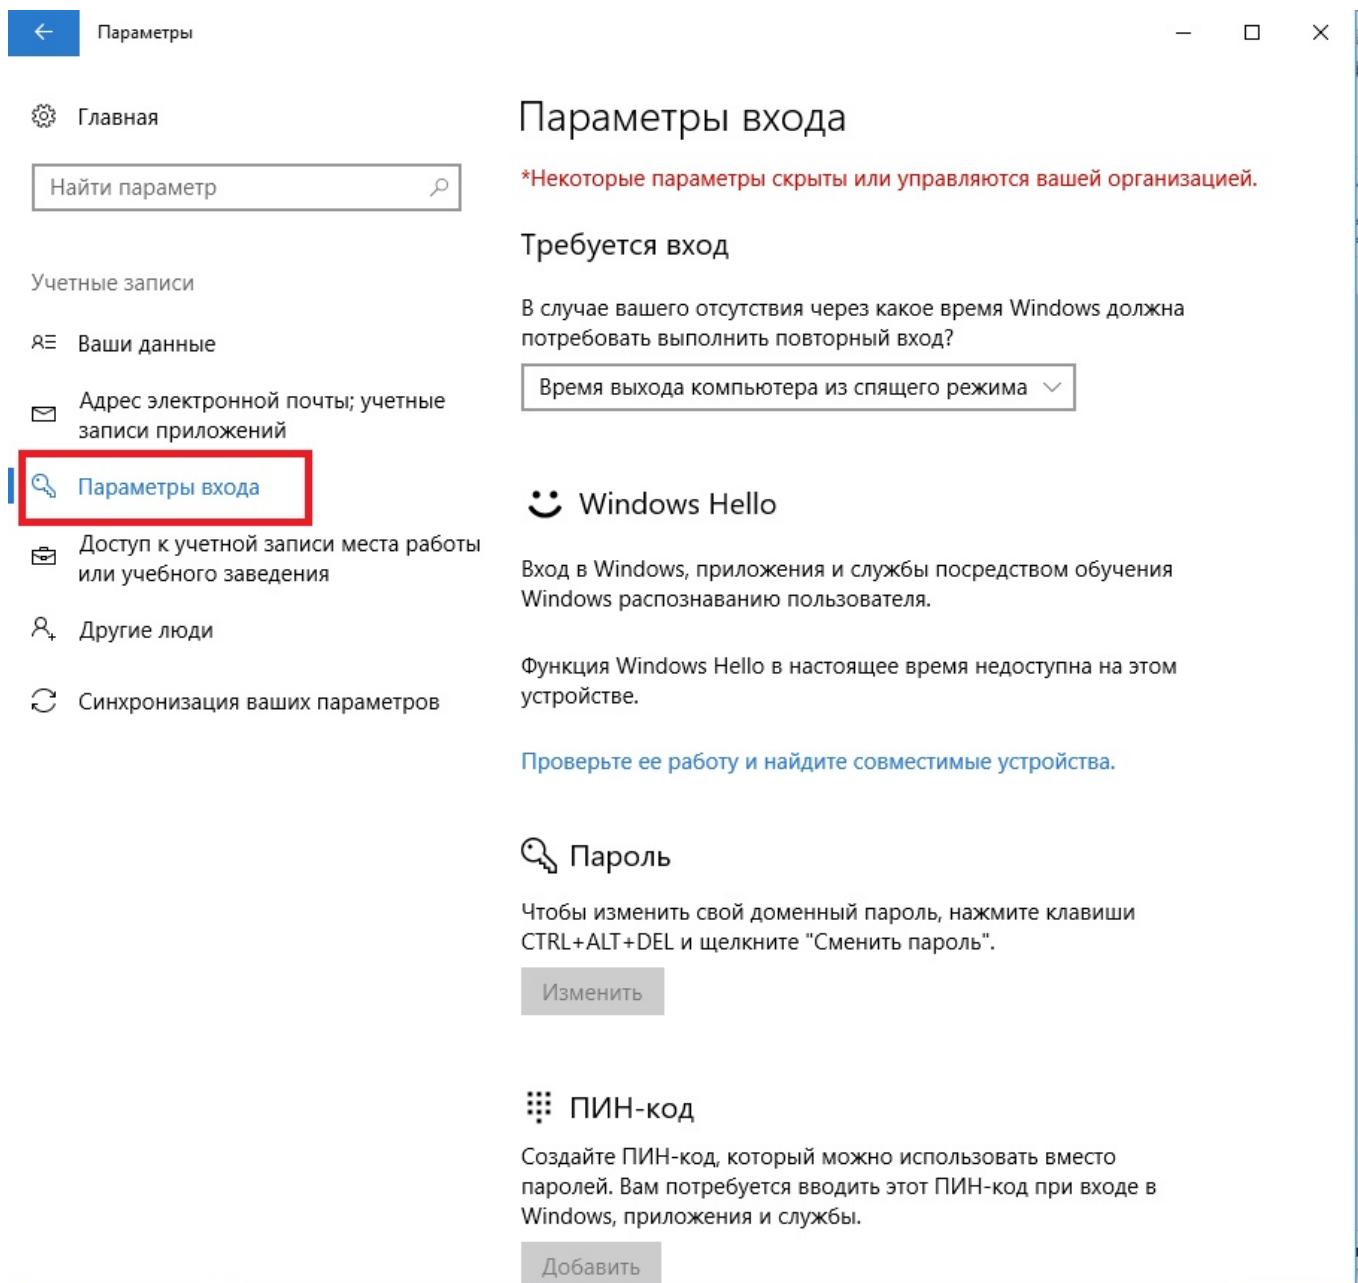 Параметры
Главная
Найти параметр
Учетные записи
Ваши данные
Адрес электронной почты; учетные
записи приложений
Параметры входа
Доступ к учетной записи места работы
или учебного заведения
Другие люди
Синхронизация ваших параметров
Параметры входа
*Некоторые параметры скрыты или управляются вашей организацией.
Требуется вход
В случае вашего отсутствия через какое время Windows должна
потребовать выполнить повторный вход?
Время выхода компьютера из спящего режима
Windows Hello
Вход в Windows, приложения и службы посредством обучения
Windows распознаванию пользователя.
Функция Windows Hello в настоящее время недоступна на этом
устройстве.
Проверьте ее работу и найдите совместимые устройства.
Пароль
Чтобы изменить свой доменный пароль, нажмите клавиши
CTRL+ALT+DEL и щелкните "Сменить пароль".
Изменить
ПИН-код
Создайте ПИН-код, который можно использовать вместо
паролей. Вам потребуется вводить этот ПИН-код при входе в
Windows, приложения и службы.
Добавить